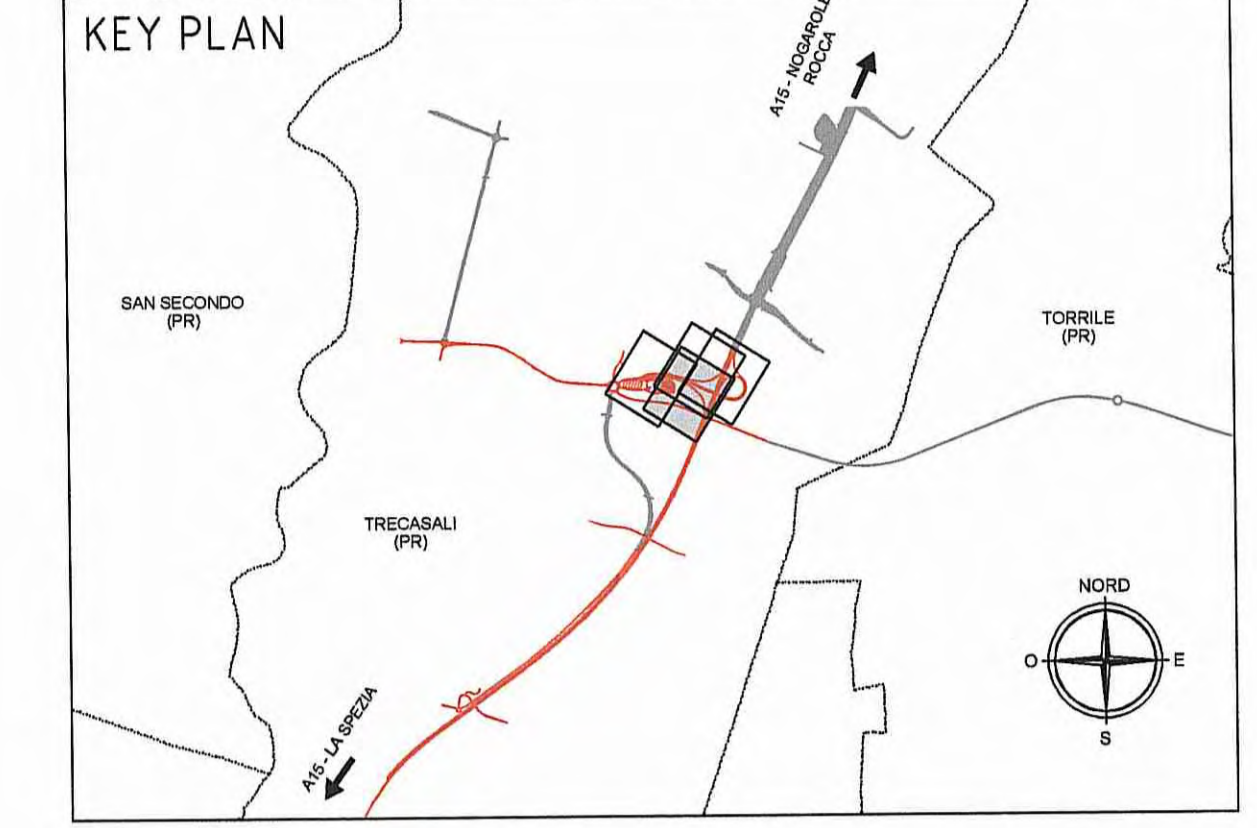 KEY PLAN
A15 - NOGAROLE
ROCCA
SAN SECONDO
(PR)
TORRILE
(PR)
TRECASALI
(PR)
NORD
O
E
S
A15 - LA SPEZIA